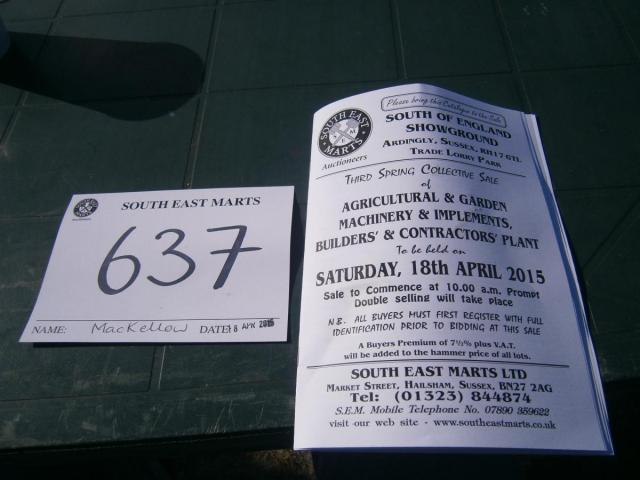 SOUTH EAST MARTS
637
NAME: MacKellow DATE: 18 APR 2015
Please bring this Catalogue to the Sale
SOUTH EAST MARTS
Auctioneers
SOUTH OF ENGLAND
SHOWGROUND
ARDINGLY, SUSSEX, RH17 6TL
TRADE LORRY PARK
THIRD SPRING COLLECTIVE SALE
of
AGRICULTURAL & GARDEN
MACHINERY & IMPLEMENTS,
BUILDERS' & CONTRACTORS' PLANT
To be held on
SATURDAY, 18th APRIL 2015
Sale to Commence at 10.00 a.m. Prompt
Double selling will take place
N.B. ALL BUYERS MUST FIRST REGISTER WITH FULL
IDENTIFICATION PRIOR TO BIDDING AT THIS SALE
A Buyers Premium of 7½% plus V.A.T.
will be added to the hammer price of all lots.
SOUTH EAST MARTS LTD
MARKET STREET, HAILSHAM, SUSSEX, BN27 2AG
Tel: (01323) 844874
S.E.M. Mobile Telephone No. 07890 359622
visit our web site - www.southeastmarts.co.uk